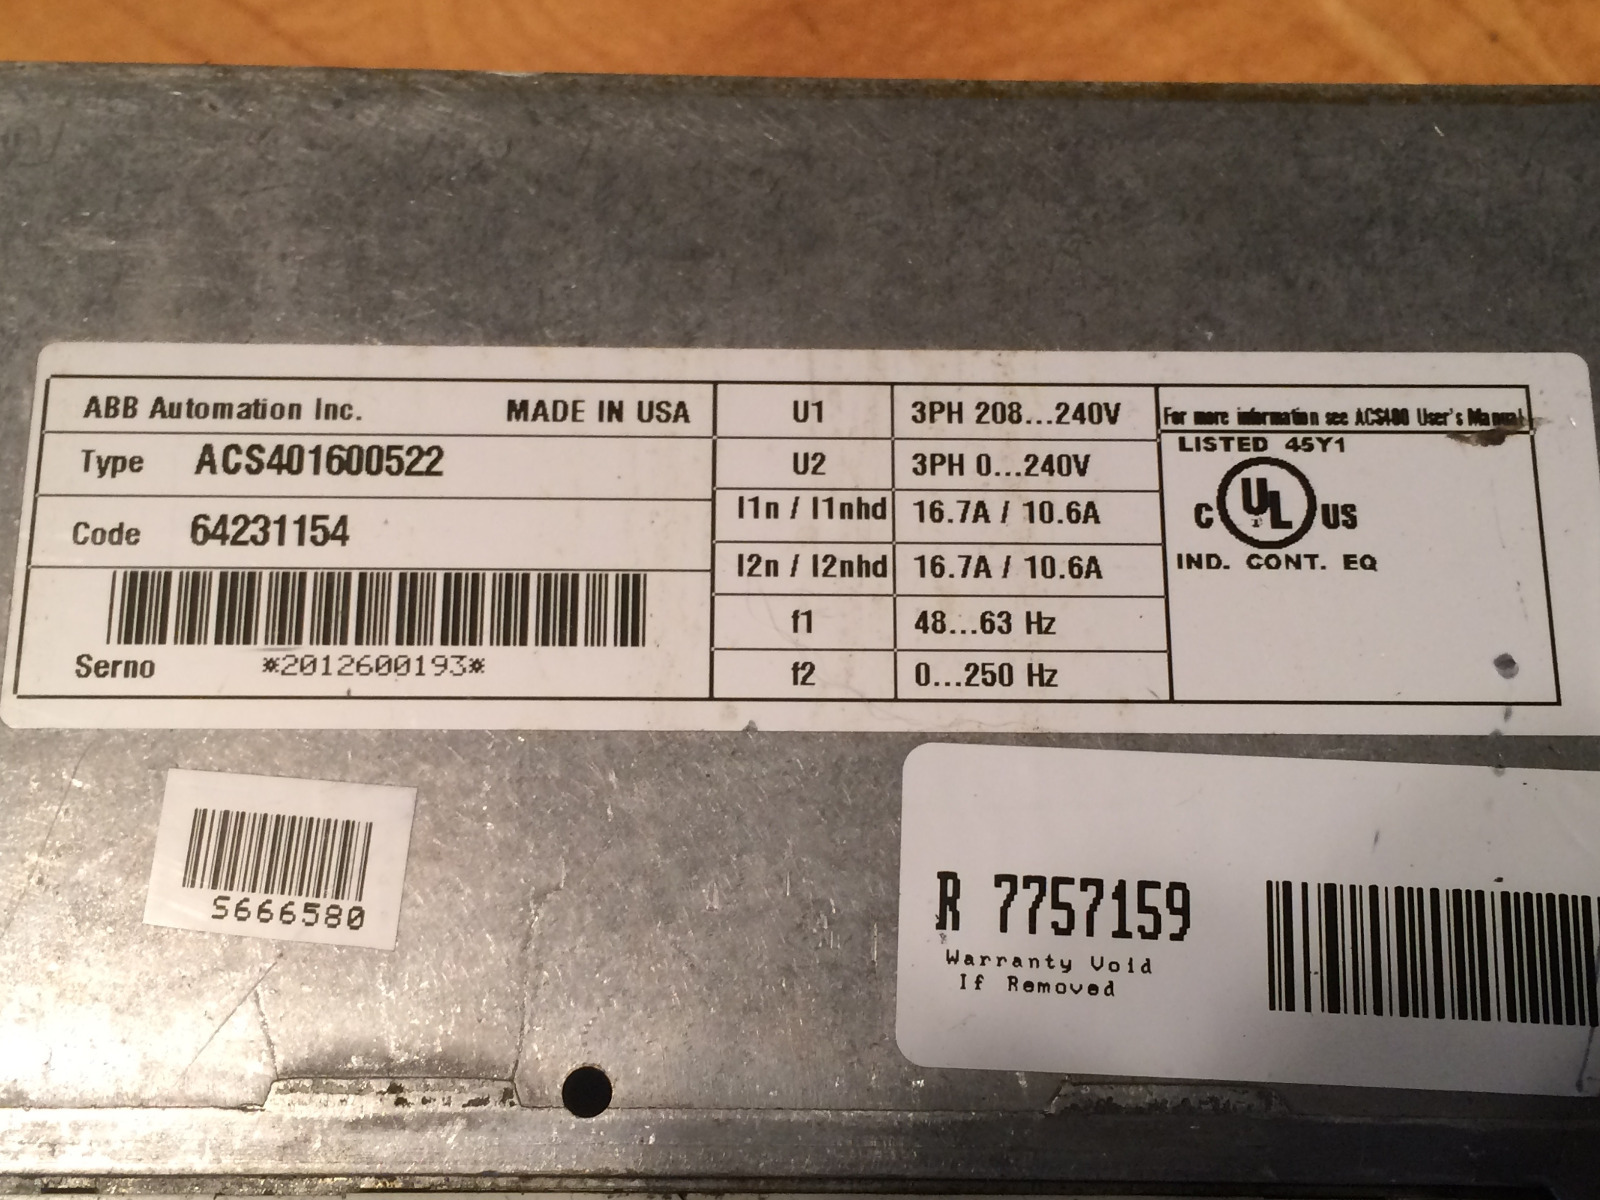 ABB Automation Inc. MADE IN USA
Type ACS401600522
Code 64231154
Serno *2012600193*
U1 3PH 208...240V
U2 3PH 0...240V
I1n / I1nhd 16.7A / 10.6A
I2n / I2nhd 16.7A / 10.6A
f1 48...63 Hz
f2 0...250 Hz
For more information see ACS400 User's Manual
LISTED 45Y1
C UL US
r
IND. CONT. EQ
S666580
R 7757159
Warranty Void
If Removed